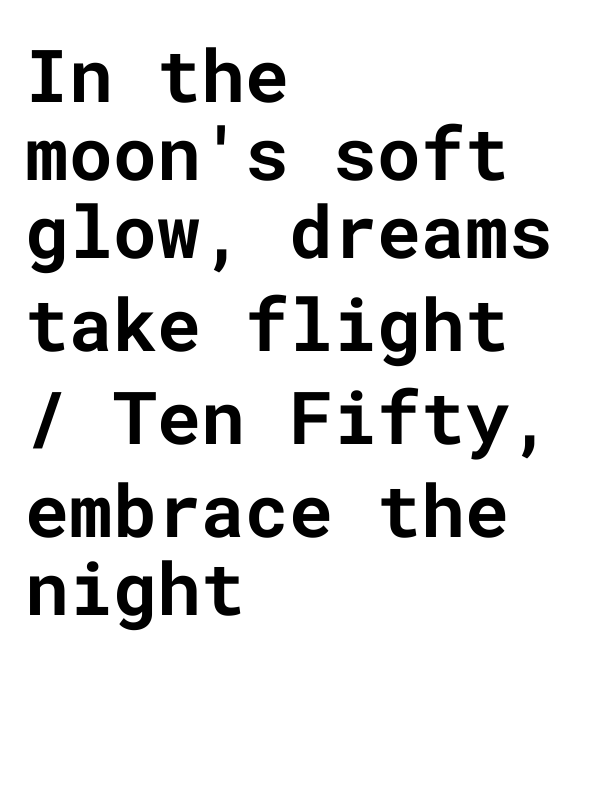 In the
moon's soft
glow, dreams
take flight
/ Ten Fifty,
embrace the
night